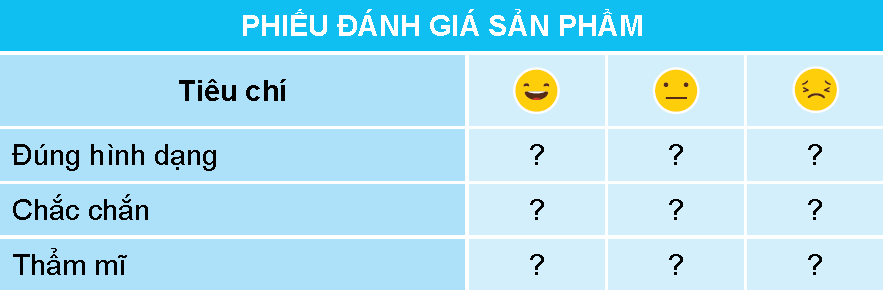 PHIẾU ĐÁNH GIÁ SẢN PHẨM
Tiêu chí
Đúng hình dạng ? ? ?
Chắc chắn ? ? ?
Thẩm mĩ ? ? ?